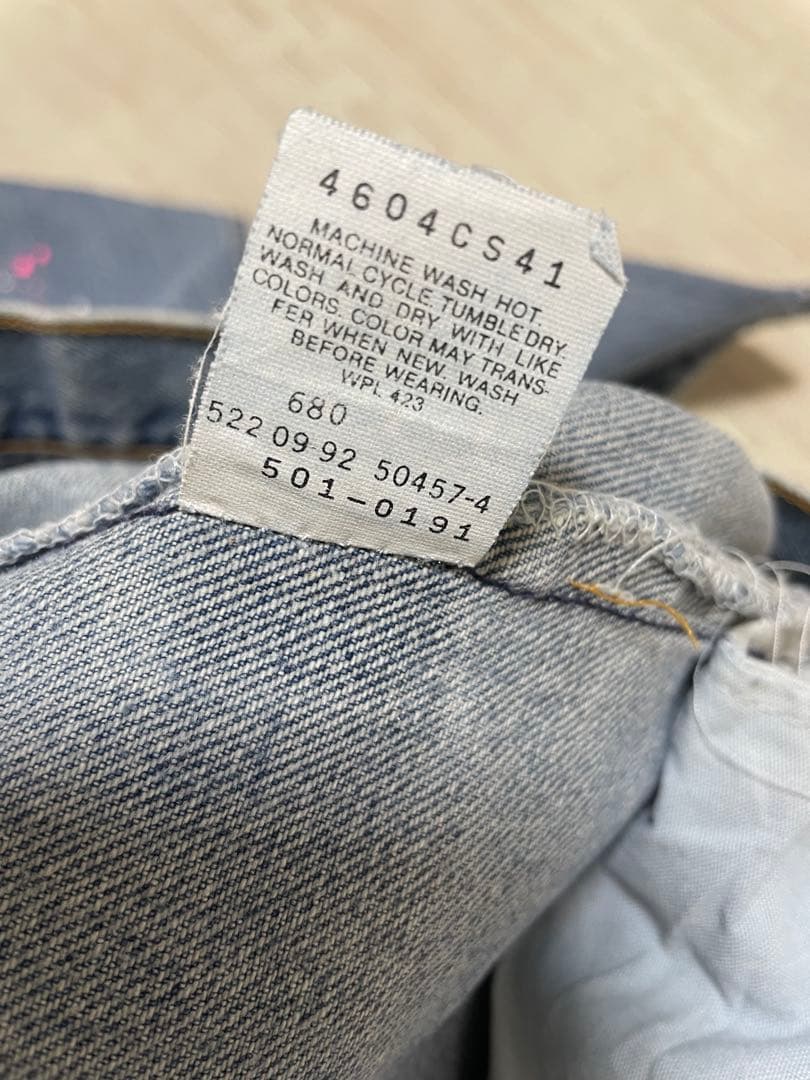 4604CS41
MACHINE WASH HOT.
NORMAL CYCLE, TUMBLE DRY.
WASH AND DRY WITH LIKE
COLORS. COLOR MAY TRANS-
FER WHEN NEW. WASH
BEFORE WEARING.
WPL 423
680
522 09 92 50457-4
501-0191